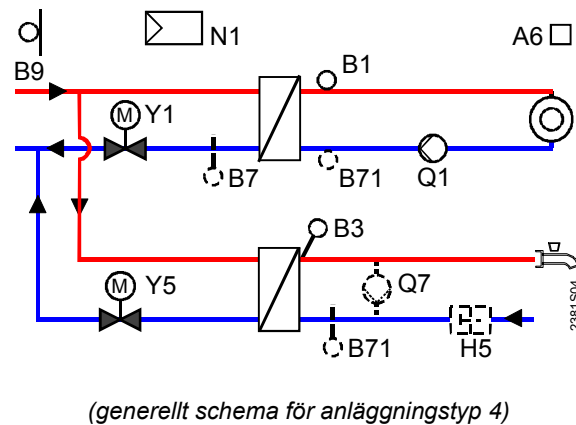 N1
A6
B9
B1
M
Y1
B7
B71
Q1
B3
M
Y5
Q7
B71
H5
2381S04
(generellt schema för anläggningstyp 4)